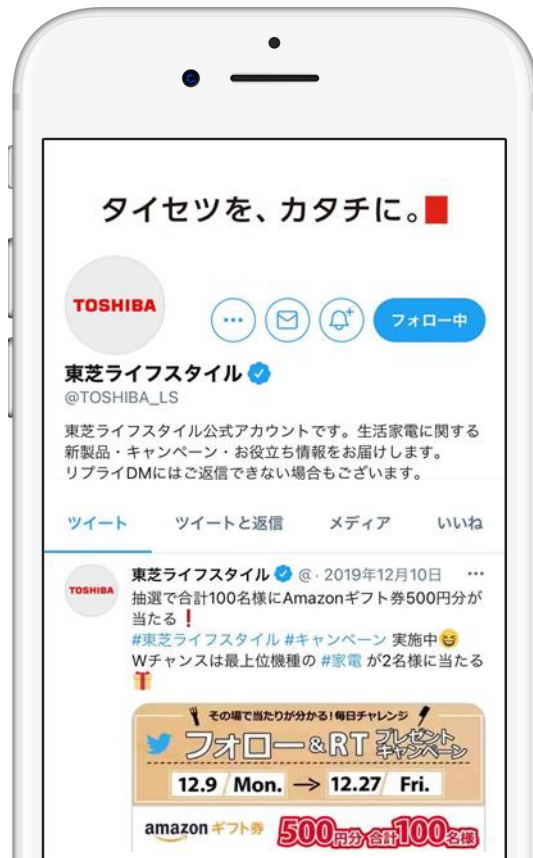 タイセツを、カタチに。
TOSHIBA
フォロー中
東芝ライフスタイル
@TOSHIBA_LS
東芝ライフスタイル公式アカウントです。生活家電に関する
新製品・キャンペーン・お役立ち情報をお届けします。
リプライDMにはご返信できない場合もございます。
ツイート ツイートと返信 メディア いいね
TOSHIBA
東芝ライフスタイル @ · 2019年12月10日 …
抽選で合計100名様にAmazonギフト券500円分が
当たる❗
#東芝ライフスタイル #キャンペーン 実施中😆
Wチャンスは最上位機種の #家電 が2名様に当たる
🎁
その場で当たりが分かる!毎日チャレンジ
フォロー&RT プレゼント
キャンペーン
12.9 Mon. → 12.27 Fri.
amazon ギフト券 500円分 合計100名様